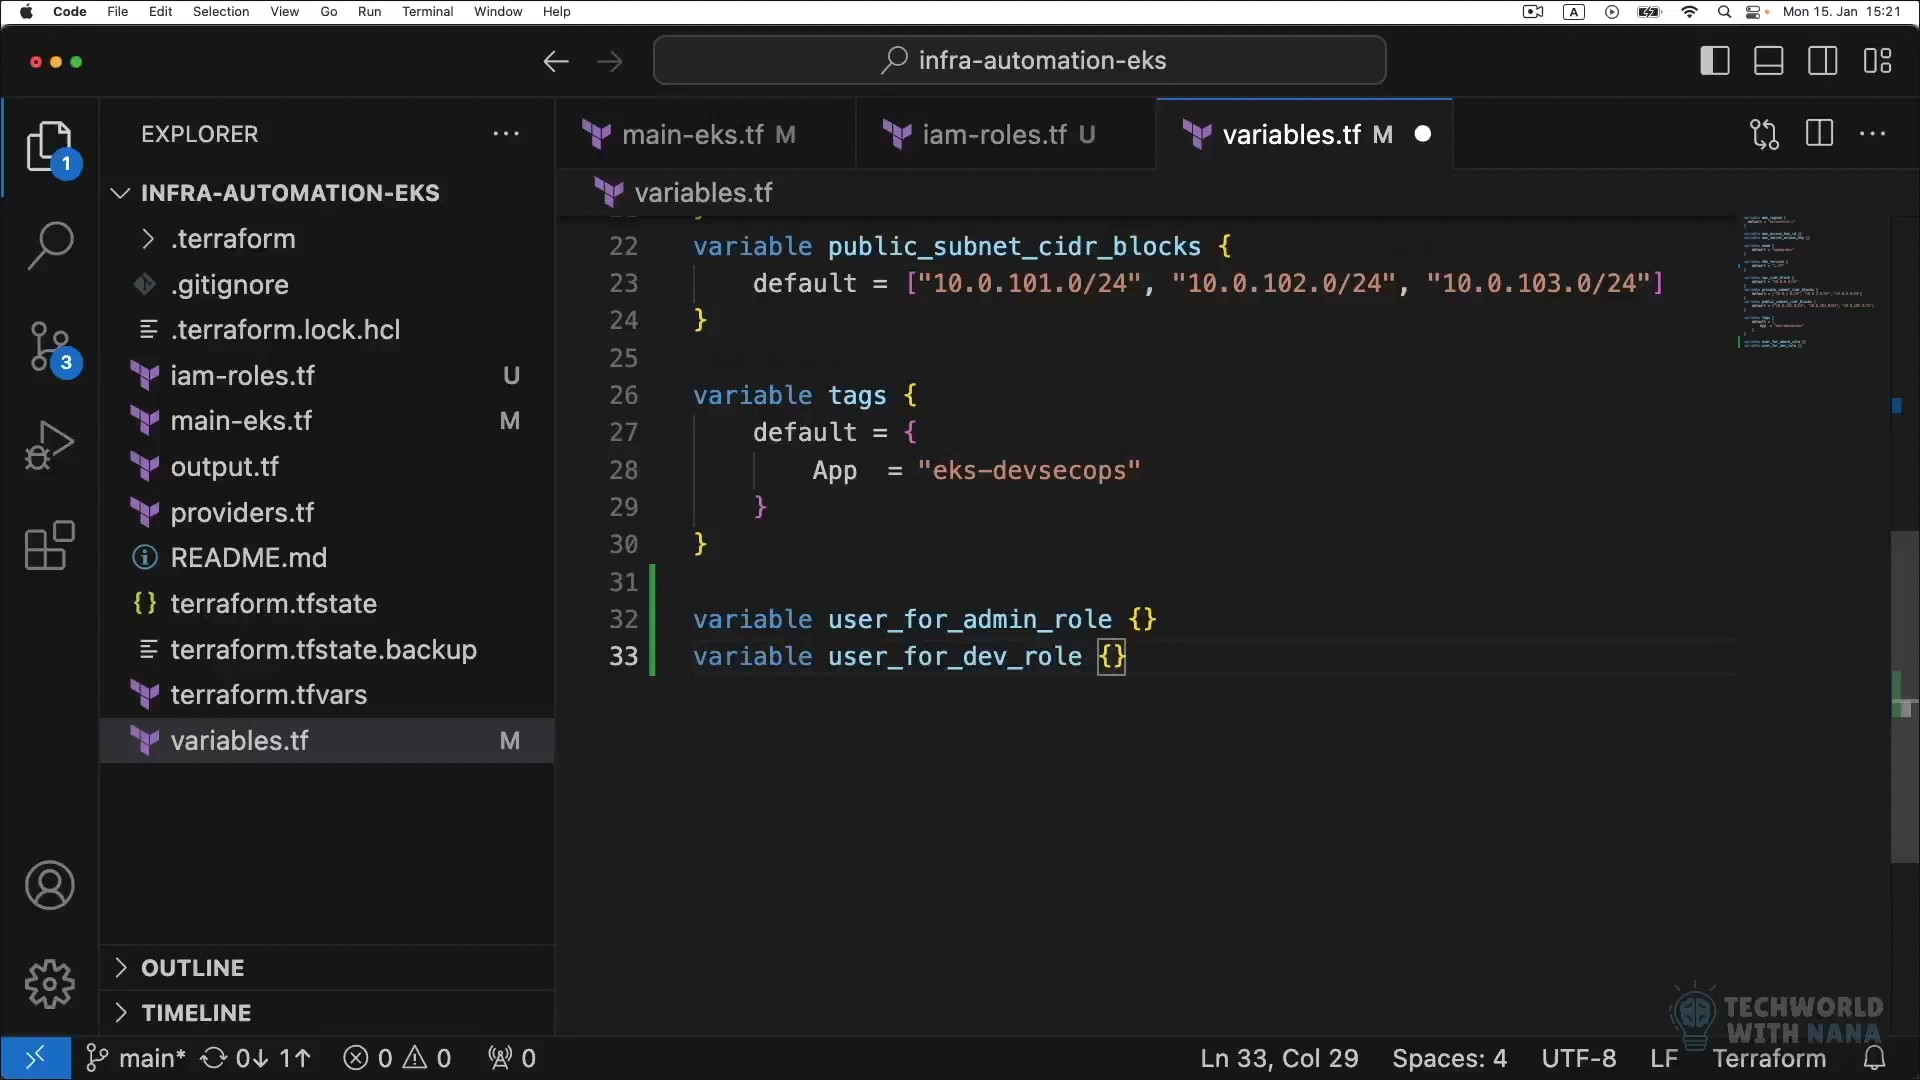 Code File Edit Selection View Go Run Terminal Window Help
A
Mon 15. Jan 15:21
infra-automation-eks
EXPLORER
main-eks.tf M
iam-roles.tf U
variables.tf M
1
variables.tf
INFRA-AUTOMATION-EKS
.terraform
.gitignore
.terraform.lock.hcl
iam-roles.tf U
main-eks.tf M
output.tf
providers.tf
README.md
terraform.tfstate
terraform.tfstate.backup
terraform.tfvars
variables.tf M
3
22 variable public_subnet_cidr_blocks {
23 default = ["10.0.101.0/24", "10.0.102.0/24", "10.0.103.0/24"]
24 }
25
26 variable tags {
27 default = {
28 App = "eks-devsecops"
29 }
30 }
31
32 variable user_for_admin_role {}
33 variable user_for_dev_role {}
OUTLINE
TIMELINE
TECHWORLD
WITH NANA
main* 0↓ 1↑ 0 0 0
Ln 33, Col 29 Spaces: 4 UTF-8 LF Terraform